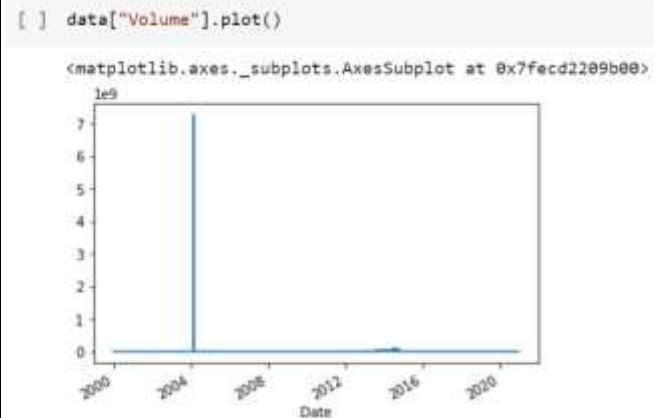 [ ] data["Volume"].plot()
<matplotlib.axes._subplots.AxesSubplot at 0x7fecd2209b00>
1e9
7
6
5
4
3
2
1
0
2000 2004 2008 2012 2016 2020
Date